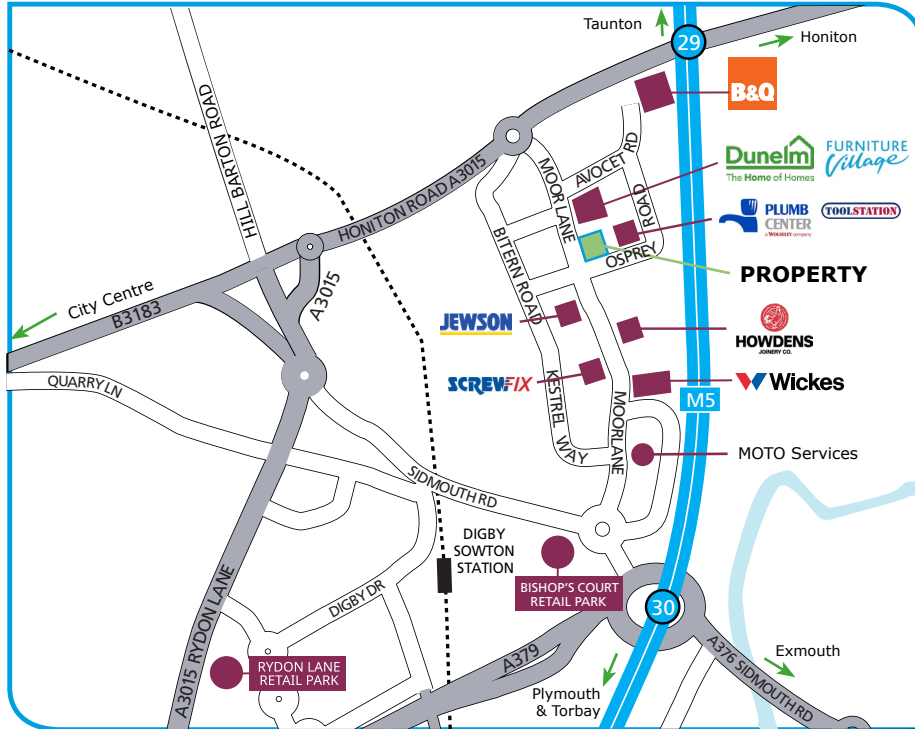 Taunton
29
Honiton
B&Q
HILL BARTON ROAD
HONITON ROAD A3015
MOOR LANE
AVOCET RD
Dunelm
The Home of Homes
FURNITURE
Village
ROAD
PLUMB
CENTER
a WOLSELEY company
TOOLSTATION
BITERN ROAD
OSPREY
PROPERTY
City Centre
B3183
A3015
JEWSON
HOWDENS
JOINERY CO.
QUARRY LN
SCREWFIX
KESTREL WAY
MOORLANE
Wickes
M5
MOTO Services
SIDMOUTH RD
DIGBY
SOWTON
STATION
BISHOP'S COURT
RETAIL PARK
DIGBY DR
30
A3015 RYDON LANE
RYDON LANE
RETAIL PARK
A379
A376 SIDMOUTH RD
Exmouth
Plymouth
& Torbay